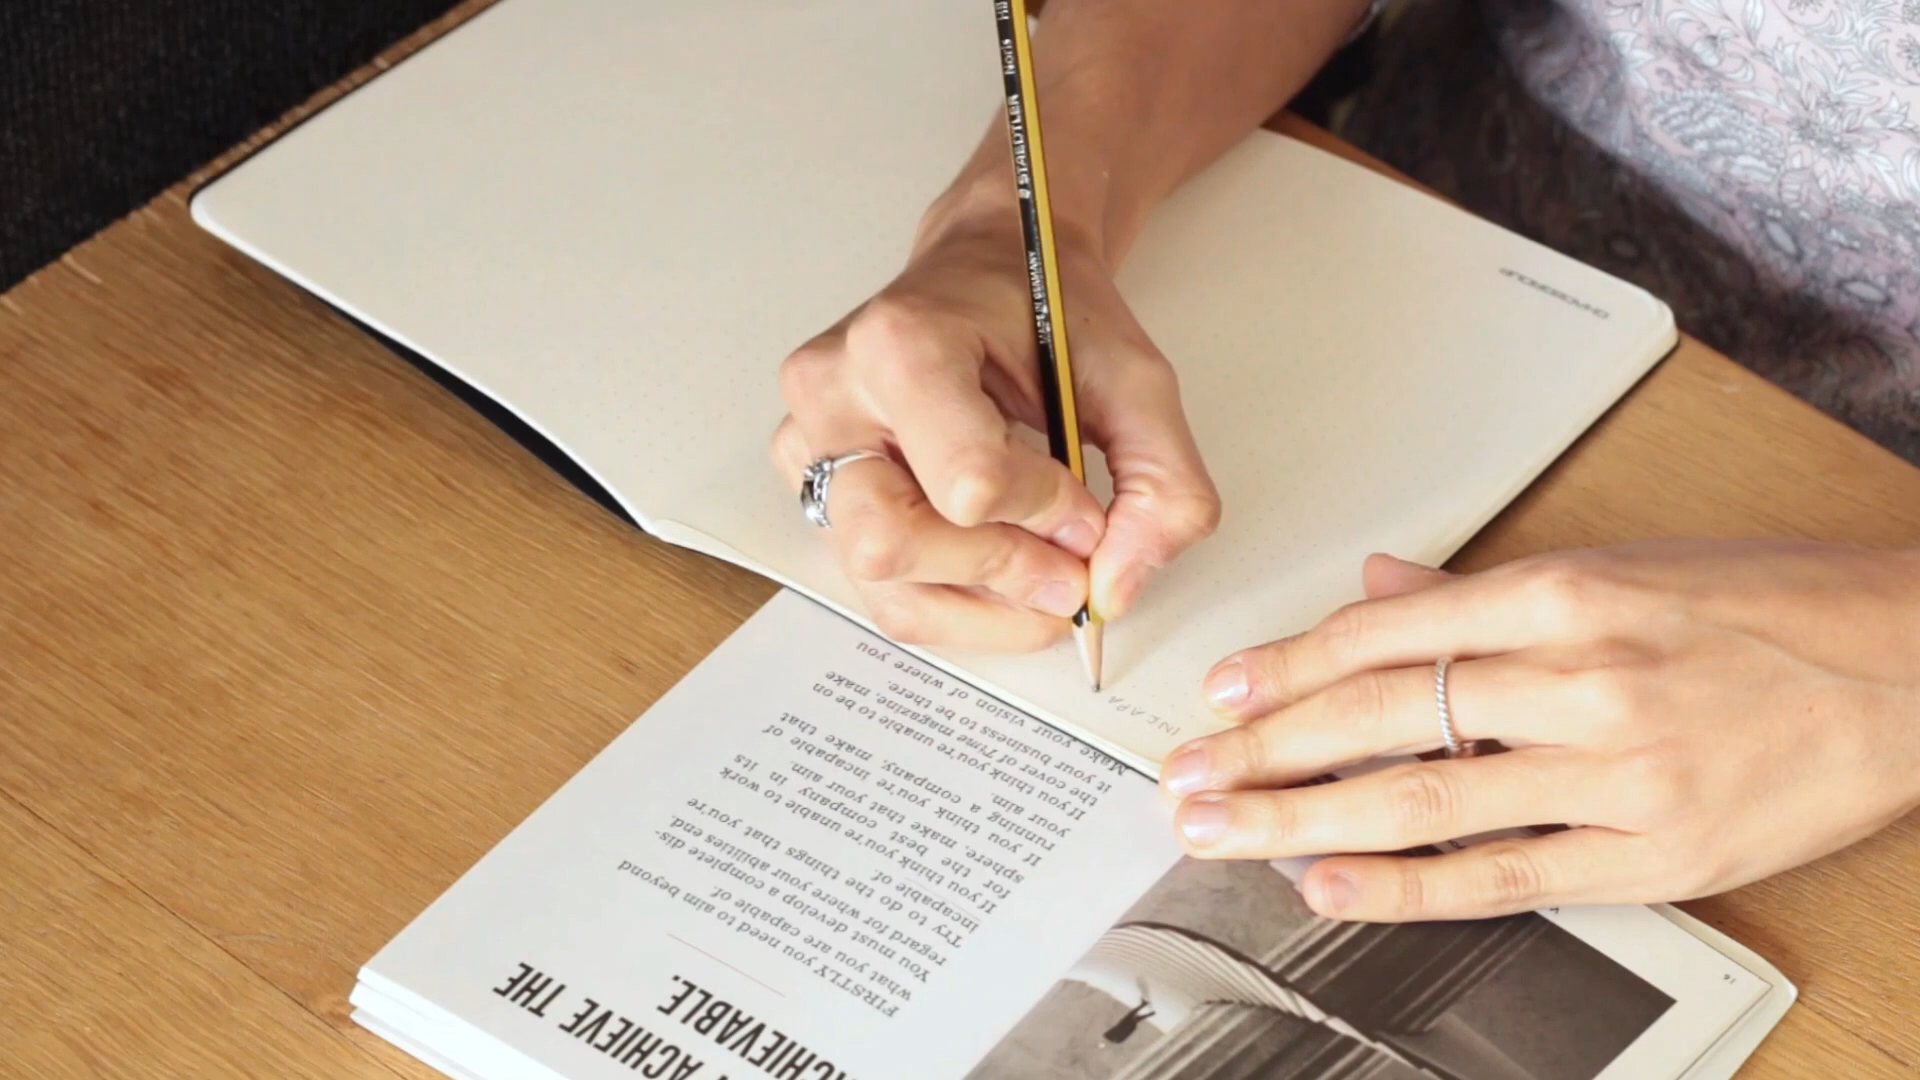 STAEDTLER Noris
MADE IN GERMANY
INCAPA
ACHIEVE THE
ACHIEVABLE.
FIRSTLY you need to aim beyond
what you are capable of.
You must develop a complete dis-
regard for where your abilities end.
Try to do the things that you're
incapable of.
If you think you're unable to work
for the best company in its
sphere, make that your aim.
If you think you're incapable of
running a company, make that
your aim.
If you think you're unable to be on
the cover of Time magazine, make
it your business to be there.
Make your vision of where you
16